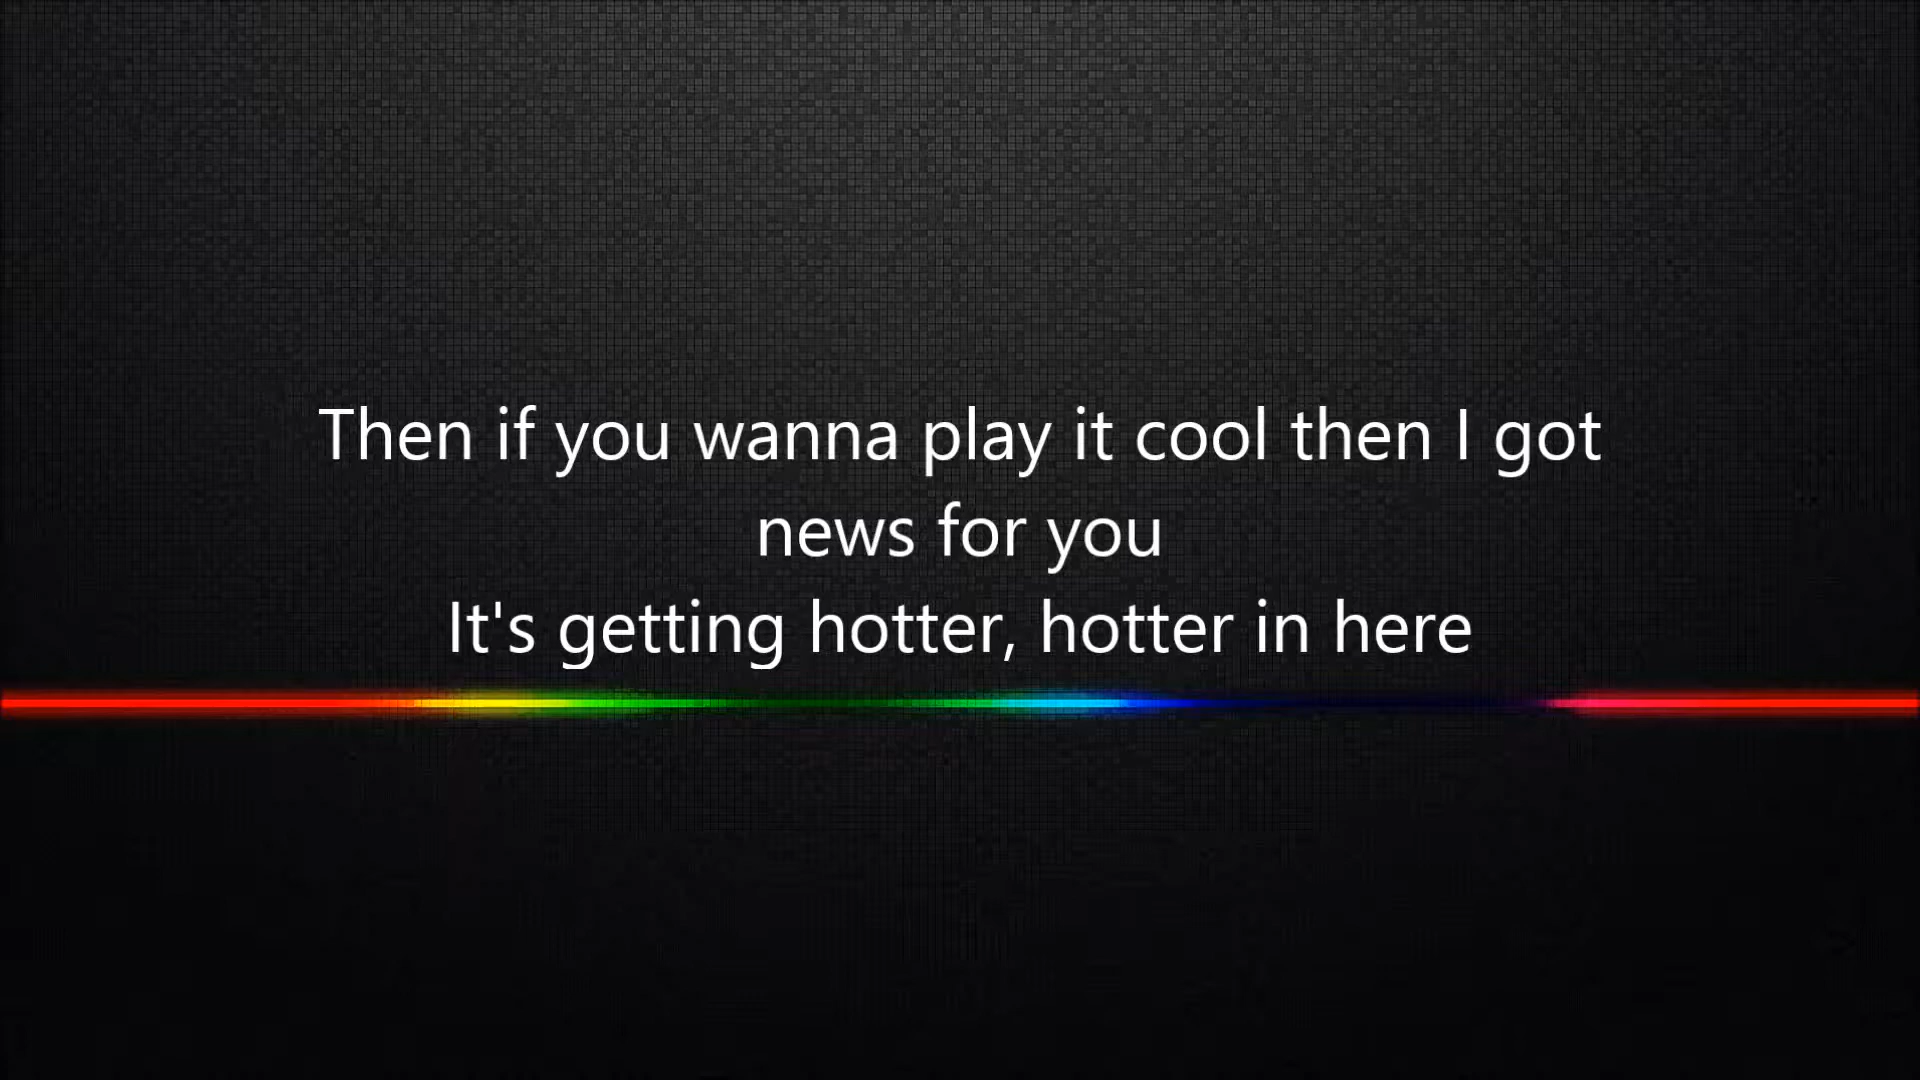 Then if you wanna play it cool then I got
news for you
It's getting hotter, hotter in here